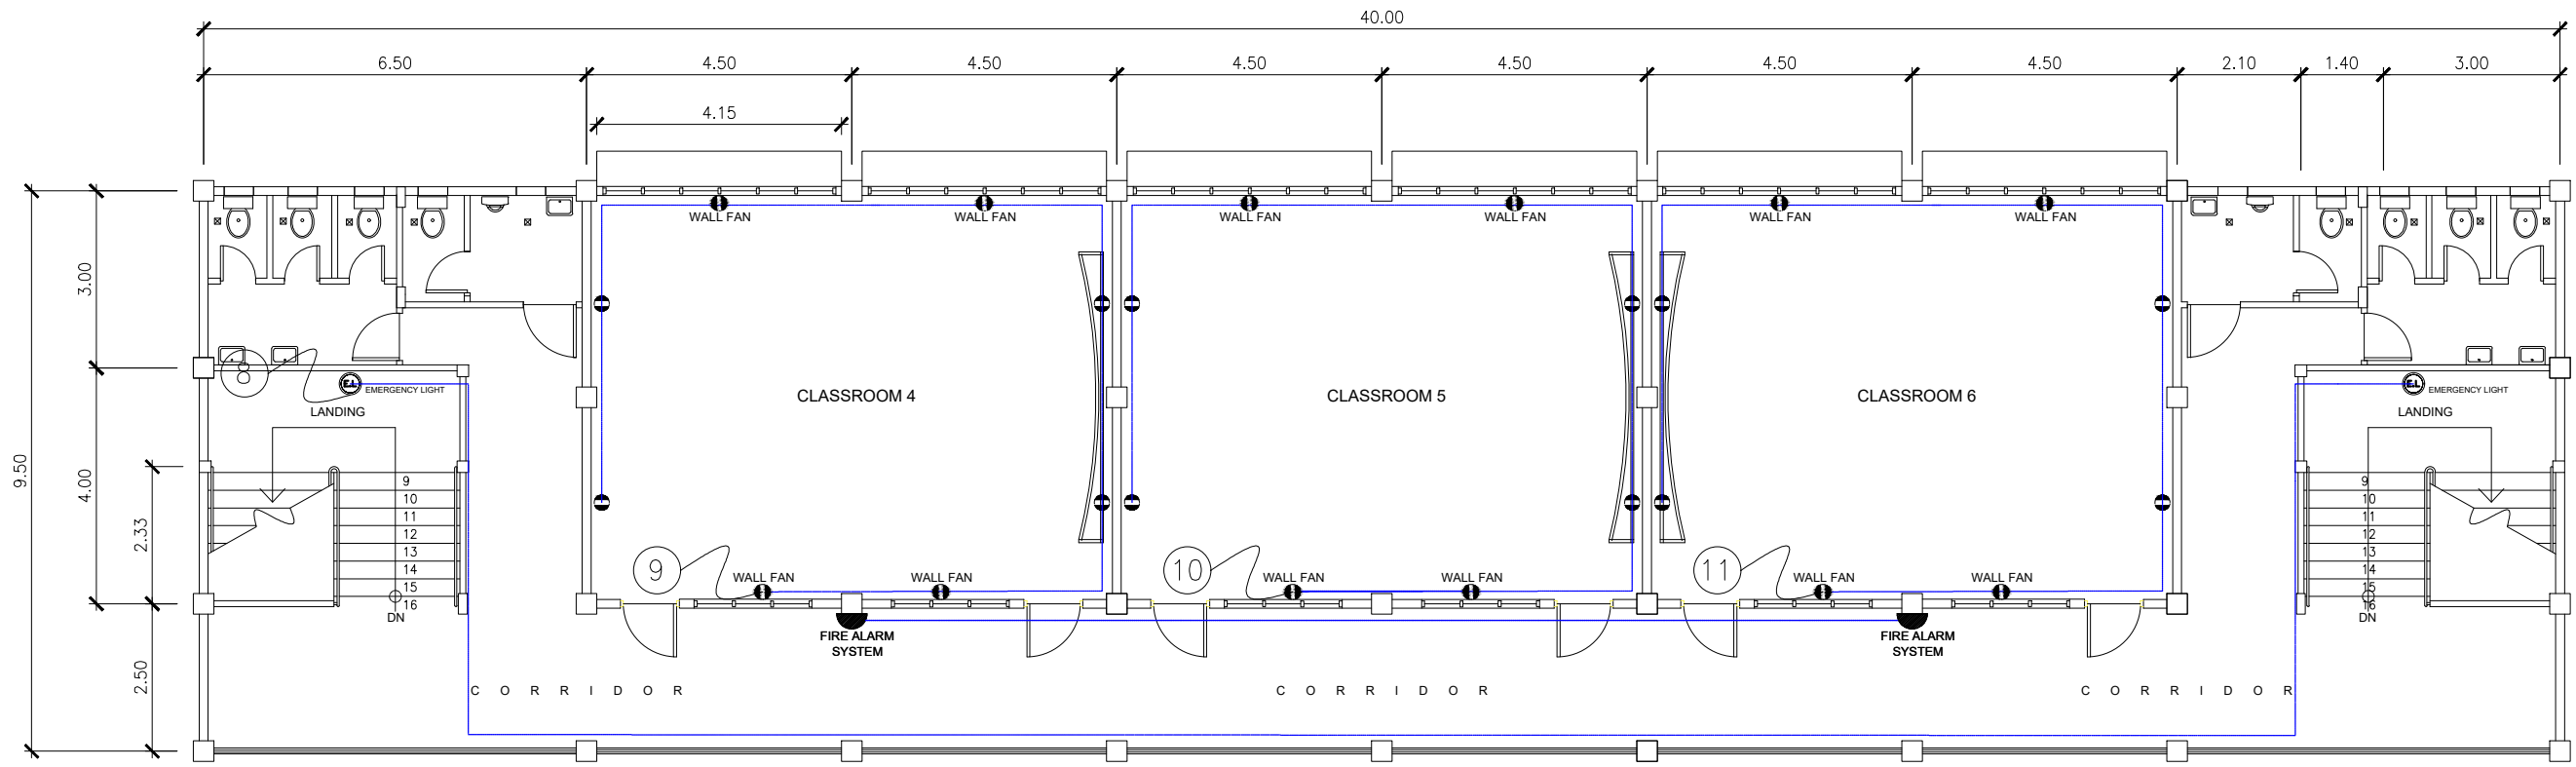 40.00
6.50 4.50 4.50 4.50 4.50 4.50 4.50 2.10 1.40 3.00
4.15
WALL FAN WALL FAN WALL FAN WALL FAN WALL FAN WALL FAN
3.00
9.50
4.00
2.33
2.50
8
E.L EMERGENCY LIGHT
LANDING
CLASSROOM 4
CLASSROOM 5
CLASSROOM 6
E.L EMERGENCY LIGHT
LANDING
9
10
11
12
13
14
15
16
DN
9
10
11
12
13
14
15
16
DN
9
WALL FAN WALL FAN
10
WALL FAN WALL FAN
11
WALL FAN WALL FAN
FIRE ALARM
SYSTEM
FIRE ALARM
SYSTEM
CORRIDOR CORRIDOR CORRIDOR